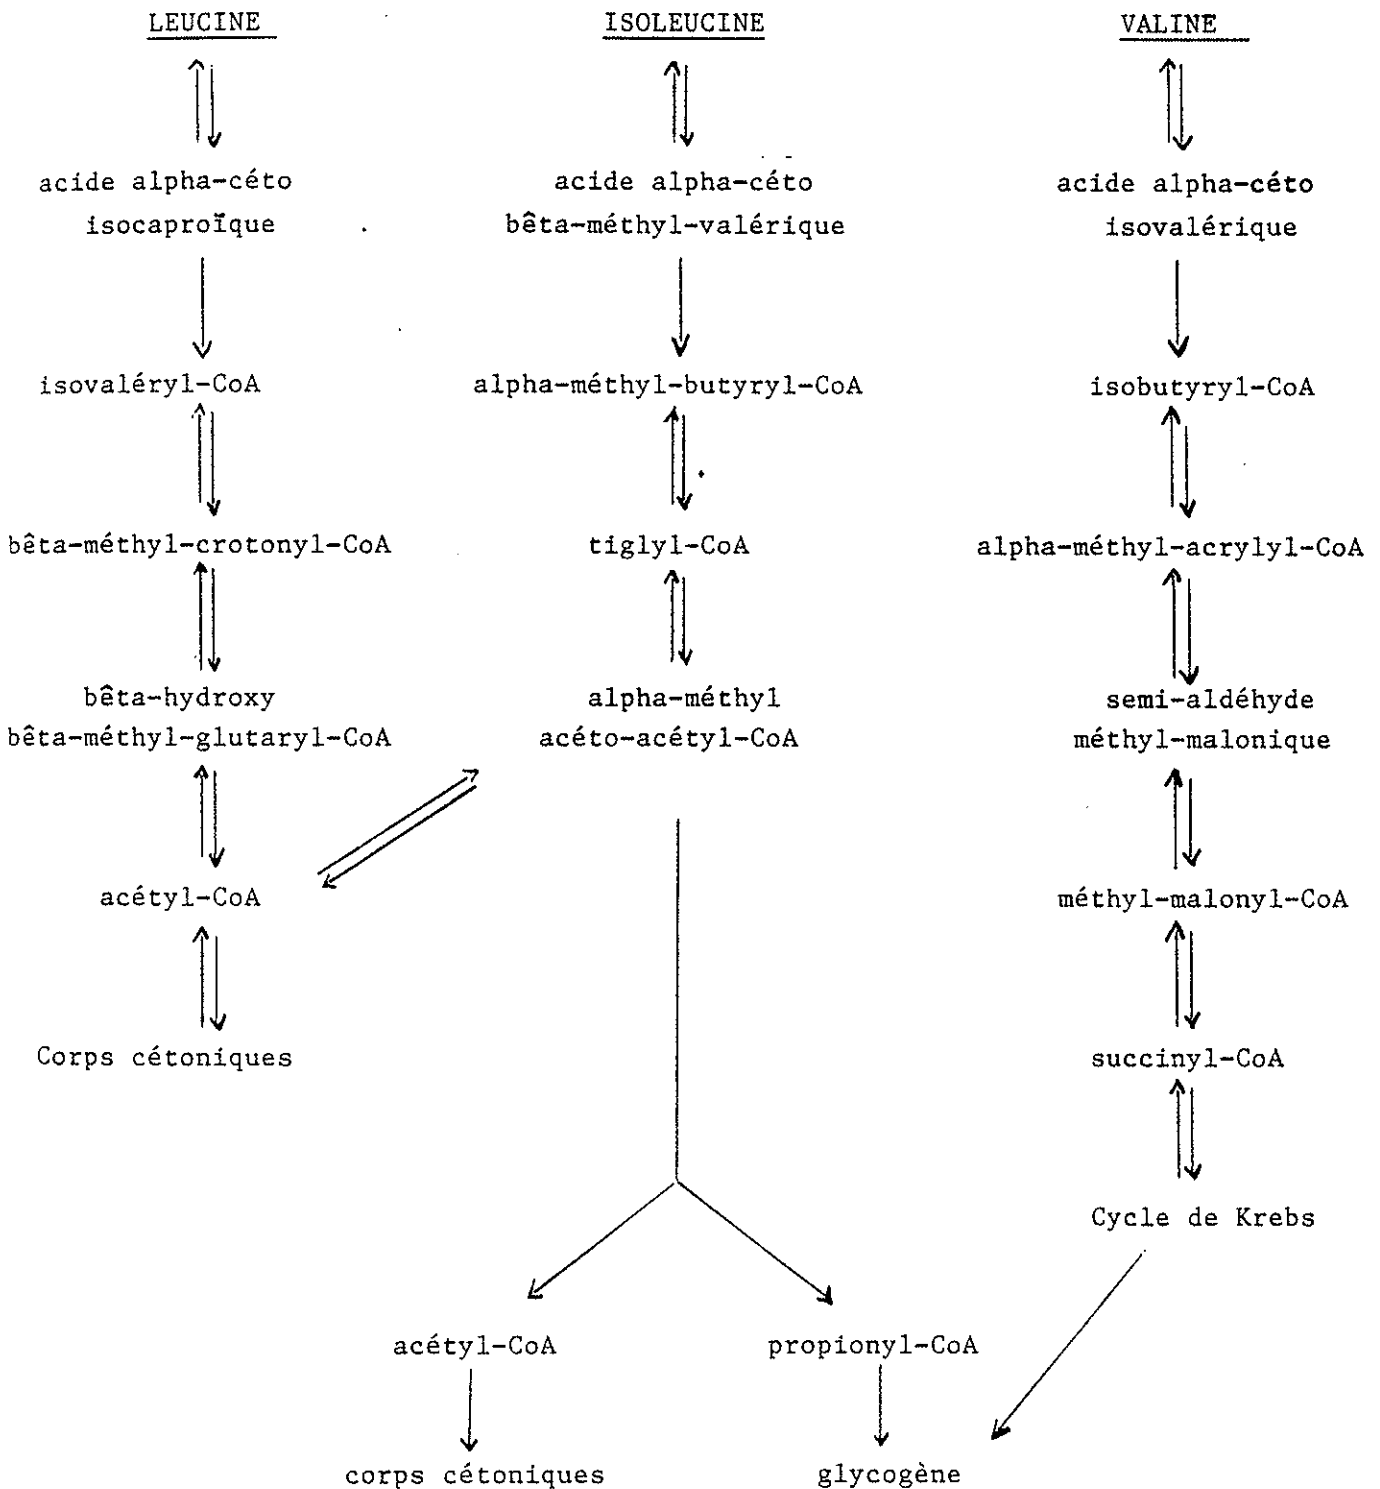 LEUCINE
acide alpha-céto
isocaproïque
isovaléryl-CoA
bêta-méthyl-crotonyl-CoA
bêta-hydroxy
bêta-méthyl-glutaryl-CoA
acétyl-CoA
Corps cétoniques
ISOLEUCINE
acide alpha-céto
bêta-méthyl-valérique
alpha-méthyl-butyryl-CoA
tiglyl-CoA
alpha-méthyl
acéto-acétyl-CoA
acétyl-CoA
corps cétoniques
propionyl-CoA
glycogène
VALINE
acide alpha-céto
isovalérique
isobutyryl-CoA
alpha-méthyl-acrylyl-CoA
semi-aldéhyde
méthyl-malonique
méthyl-malonyl-CoA
succinyl-CoA
Cycle de Krebs